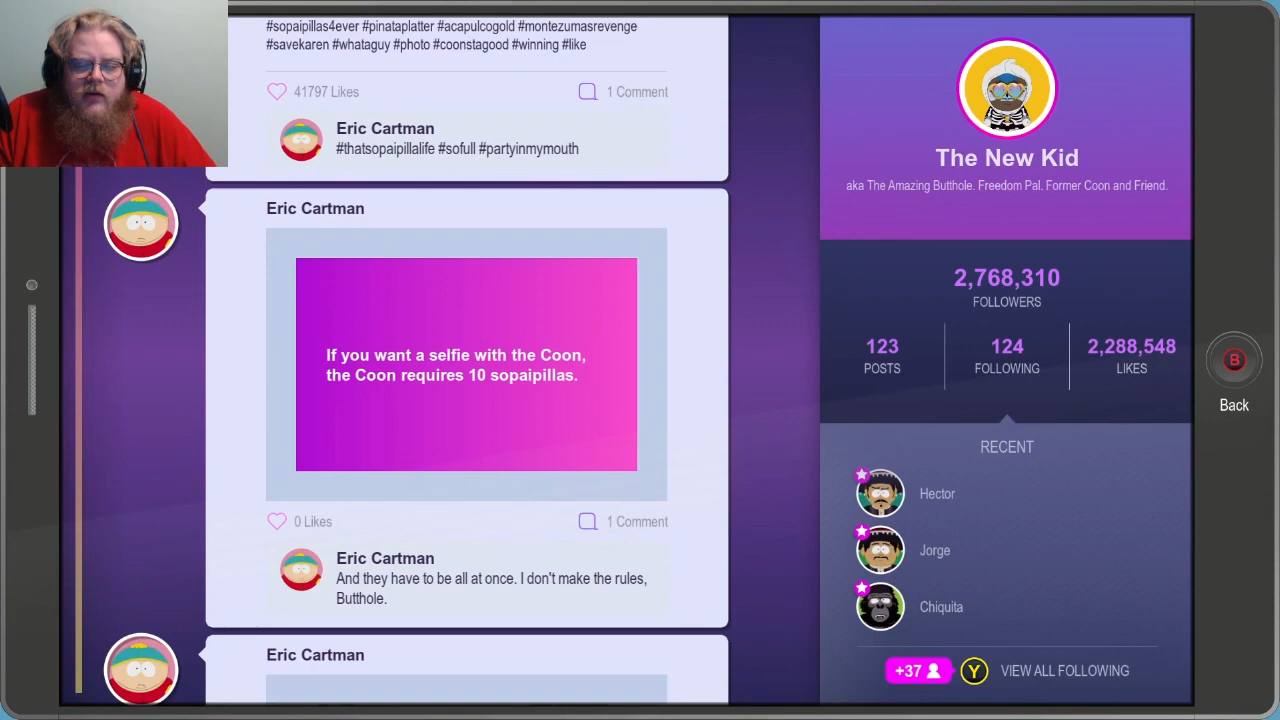 #sopaipillas4ever #pinataplatter #acapulcogold #montezumasrevenge
#savekaren #whataguy #photo #coonstagood #winning #like
41797 Likes
1 Comment
Eric Cartman
#thatsopaipillalife #sofull #partyinmymouth
Eric Cartman
If you want a selfie with the Coon,
the Coon requires 10 sopaipillas.
0 Likes
1 Comment
Eric Cartman
And they have to be all at once. I don't make the rules,
Butthole.
Eric Cartman
The New Kid
aka The Amazing Butthole. Freedom Pal. Former Coon and Friend.
2,768,310
FOLLOWERS
123
POSTS
124
FOLLOWING
2,288,548
LIKES
RECENT
Hector
Jorge
Chiquita
+37
Y
VIEW ALL FOLLOWING
B
Back